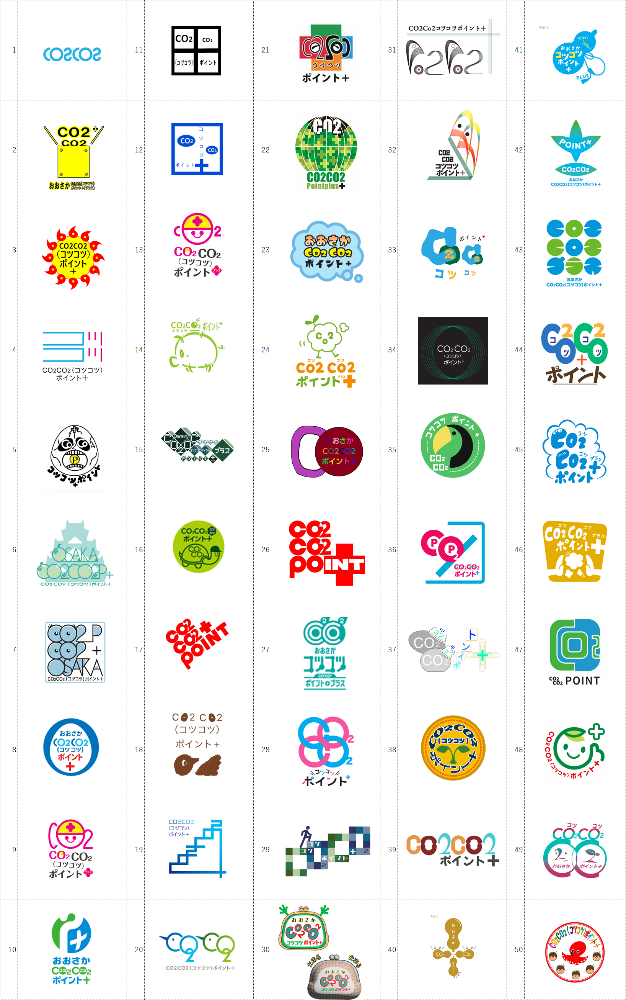 1
COSCOS
11
CO2
CO2
(コツコツ)
ポイント
21
CO2CO2
コツコツ
ポイント+
31
CO2Co2コツコツポイント+
41
CO2
CO2
おおさか
コツコツ
ポイント
+
PLUS
2
CO2+
CO2
おおさか
CO2CO2(コツコツ)
ポイント+(プラス)
12
コツコツ
CO2
CO2
ポイント+
22
CO2
CO2CO2
Pointplus+
32
CO2
CO2
コツコツ
ポイント+
42
POINT+
CO2CO2
おおさか
CO2CO2(コツコツ)ポイント+
3
CO2CO2
(コツコツ)
ポイント
+
13
CO2
CO2 CO2
(コツコツ)
ポイントプラス
23
おおさか
CO2 CO2
ポイント+
33
ポイント+
2
2
コツ コツ
43
CO2
CO2
プラス
おおさか
CO2CO2(コツコツ)ポイント+
4
CO2CO2(コツコツ)
ポイント+
14
CO2CO2 ポイント+
コツコツ
24
CO2
コツ コツ
CO2 CO2
ポイントプラス+
34
CO2 CO2
‹コツコツ›
ポイント+
44
CO2 CO2
コツ コツ
+
ポイント
5
P
コツコツ+ポイント
15
OSAKA
CO2CO2
オオサカ
コツコツ ポイント プラス
POINT+
25
おおさか
CO2CO2
ポイント+
35
コツコツ ポイント+
CO2
CO2
45
CO2 コツ
CO2 コツ プラス
ポイント+
6
OSAKA
CO2CO2P+
CO2CO2 (コツコツ)ポイント+
16
CO2CO2コツコツ
ポイント+
CO2
CO2
26
CO2
CO2
POINT
36
P
P2
CO2CO2
ポイント+
46
コツ コツ
CO2 CO2 プラス
ポイント+
7
CO2P
CO2+
OSAKA
CO2CO2 (コツコツ)ポイント+
17
CO2
CO2+
POINT
27
2 2
CO
おおさか
コツコツ
CO2CO2
ポイント+プラス
37
コツ
CO2
コツ
CO2
ポイント+
47
CO2
CO2
CO2 POINT
8
おおさか
CO2CO2
(コツコツ)
ポイント
+
18
CO2 CO2
(コツコツ)
ポイント+
28
2
2
コツコツ
ポイント+
38
CO2CO2
(コツコツ)
ポイント+
48
CO2CO2 (コツコツ) ポイント+
9
CO2
CO2 CO2
(コツコツ)
ポイントプラス
19
CO2CO2
(コツコツ)
ポイント+
29
コツ
コツ
ポイント
+
2
2
39
CO2CO2
ポイント+
49
コツ コツ
CO2CO2
おおさか ポイント+
10
おおさか
CO2CO2
コツ コツ
ポイント+
20
CO2CO2
CO2CO2(コツコツ)ポイント+
30
おおさか
CO2CO2
コツコツポイント+
たまる たまる
おおさか
CO2CO2
コツコツポイント+
40
おおさか
コツ コツ
CO2 CO2
ポイント
PLUS
50
CO2CO2(コツコツ)ポイント+